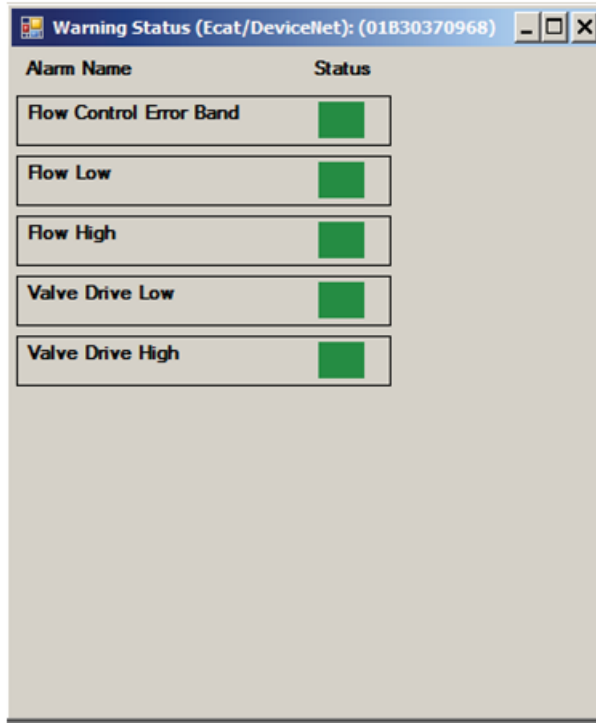 Warning Status (Ecat/DeviceNet): (01B30370968)
Alarm Name Status
Flow Control Error Band
Flow Low
Flow High
Valve Drive Low
Valve Drive High